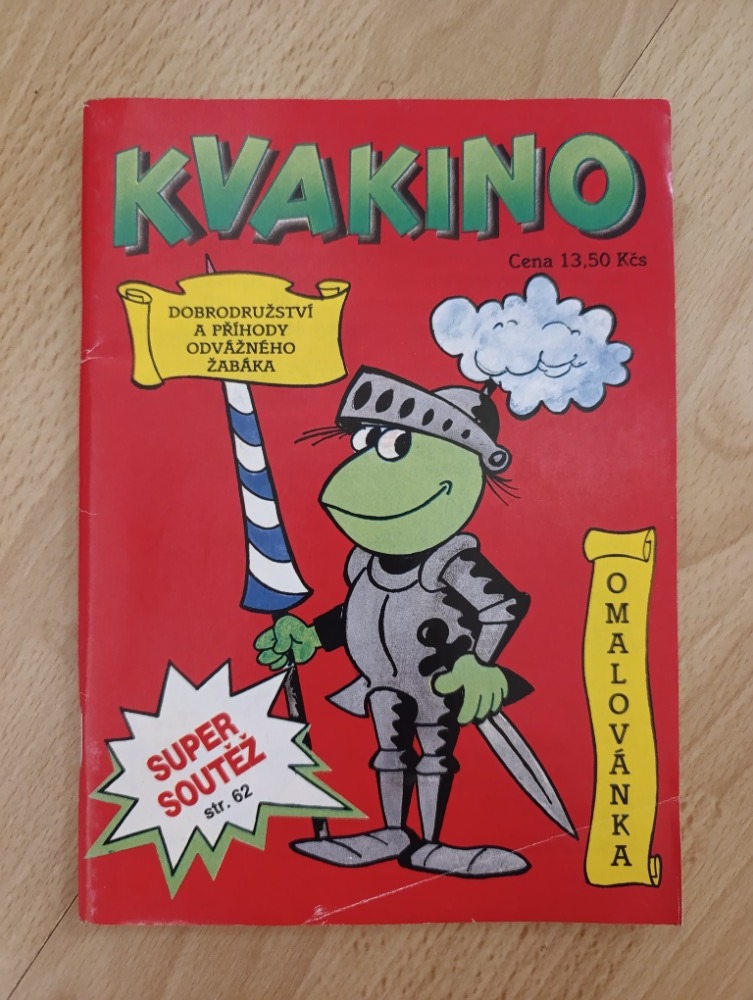 KVAKINO
Cena 13,50 Kčs
DOBRODRUŽSTVÍ
A PŘÍHODY
ODVÁŽNÉHO
ŽABÁKA
OMALOVÁNKA
SUPER
SOUTĚŽ
str. 62